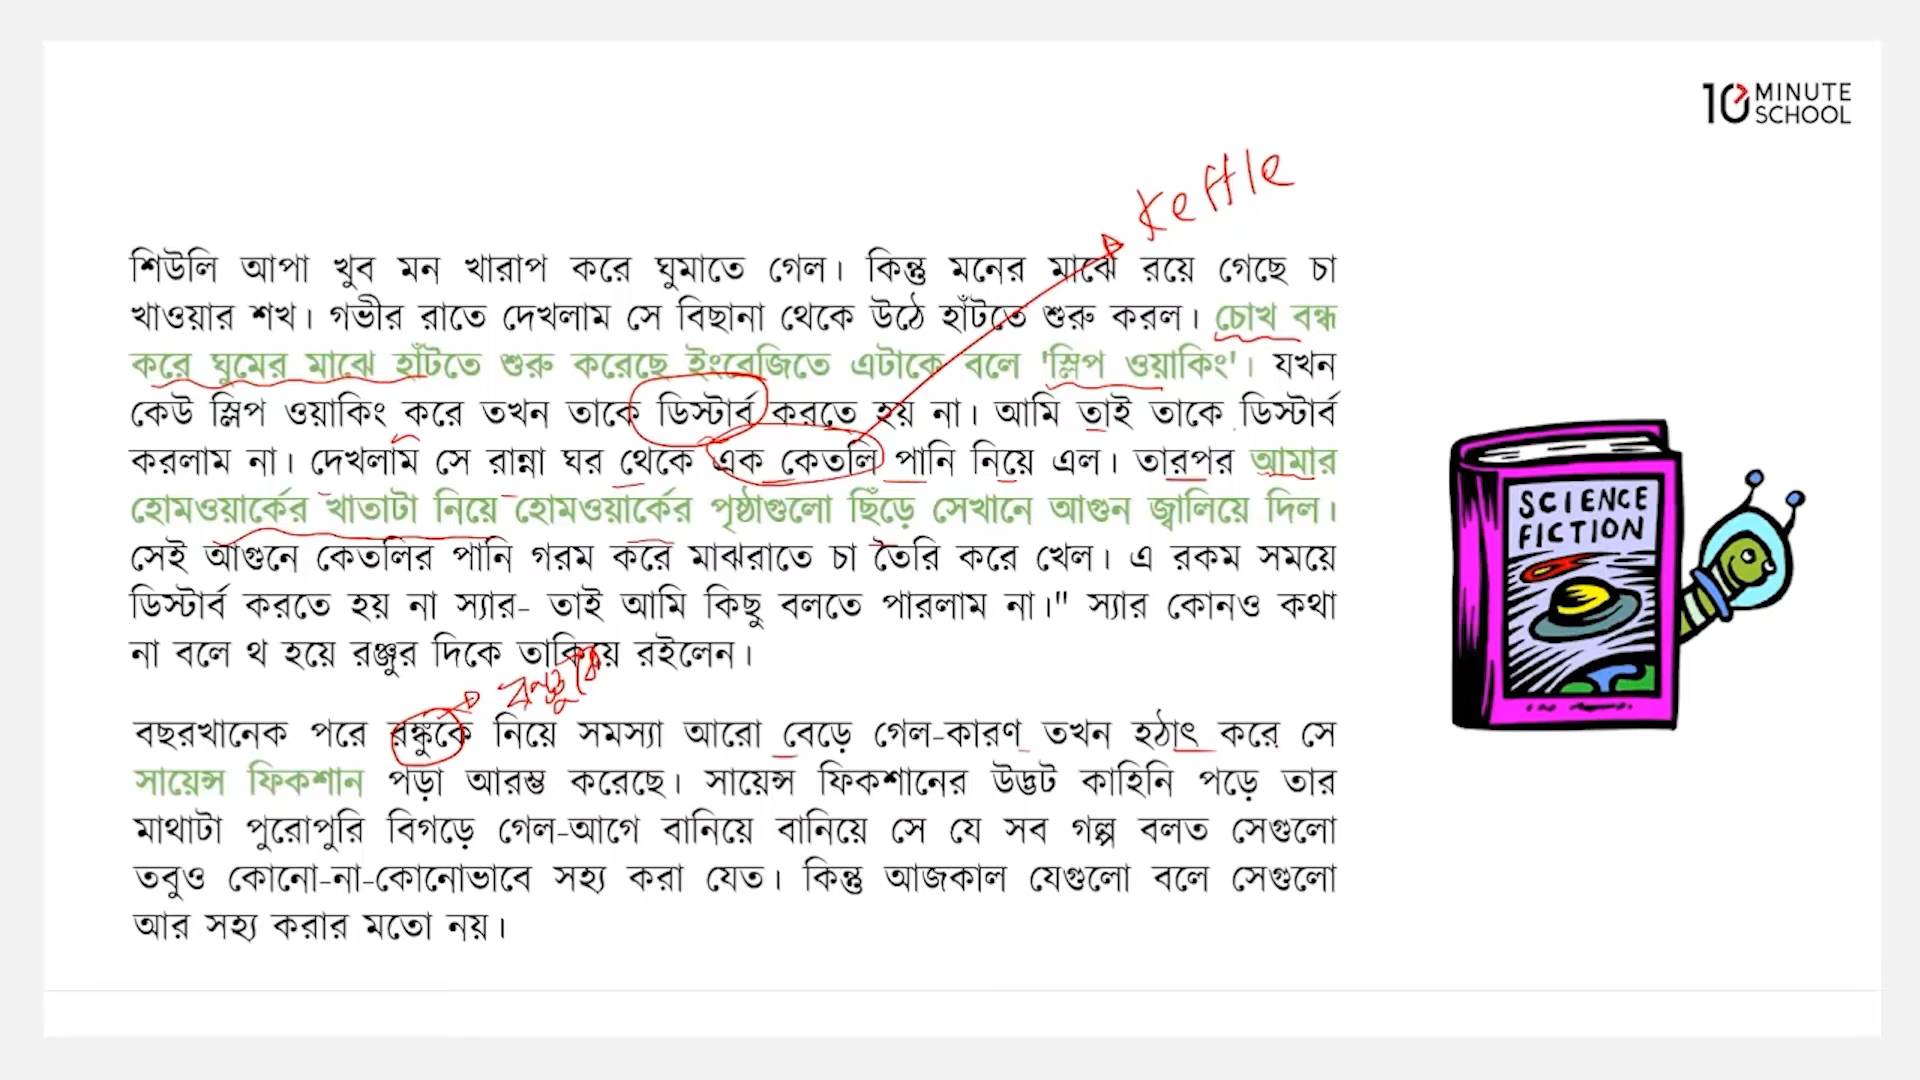 10 MINUTE
SCHOOL
Kettle
শিউলি আপা খুব মন খারাপ করে ঘুমাতে গেল। কিন্তু মনের মাঝে রয়ে গেছে চা
খাওয়ার শখ। গভীর রাতে দেখলাম সে বিছানা থেকে উঠে হাঁটতে শুরু করল। চোখ বন্ধ
করে ঘুমের মাঝে হাঁটতে শুরু করেছে ইংরেজিতে এটাকে বলে 'স্লিপ ওয়াকিং'। যখন
কেউ স্লিপ ওয়াকিং করে তখন তাকে ডিস্টার্ব করতে হয় না। আমি তাই তাকে ডিস্টার্ব
করলাম না। দেখলাম সে রান্না ঘর থেকে এক কেতলি পানি নিয়ে এল। তারপর আমার
হোমওয়ার্কের খাতাটা নিয়ে হোমওয়ার্কের পৃষ্ঠাগুলো ছিঁড়ে সেখানে আগুন জ্বালিয়ে দিল।
সেই আগুনে কেতলির পানি গরম করে মাঝরাতে চা তৈরি করে খেল। এ রকম সময়ে
ডিস্টার্ব করতে হয় না স্যার- তাই আমি কিছু বলতে পারলাম না।" স্যার কোনও কথা
না বলে থ হয়ে রঞ্জুর দিকে তাকিয়ে রইলেন।
বছরখানেক পরে রঙ্কুকে নিয়ে সমস্যা আরো বেড়ে গেল-কারণ তখন হঠাৎ করে সে
সায়েন্স ফিকশান পড়া আরম্ভ করেছে। সায়েন্স ফিকশানের উদ্ভট কাহিনি পড়ে তার
মাথাটা পুরোপুরি বিগড়ে গেল-আগে বানিয়ে বানিয়ে সে যে সব গল্প বলত সেগুলো
তবুও কোনো-না-কোনোভাবে সহ্য করা যেত। কিন্তু আজকাল যেগুলো বলে সেগুলো
আর সহ্য করার মতো নয়।
SCIENCE
FICTION